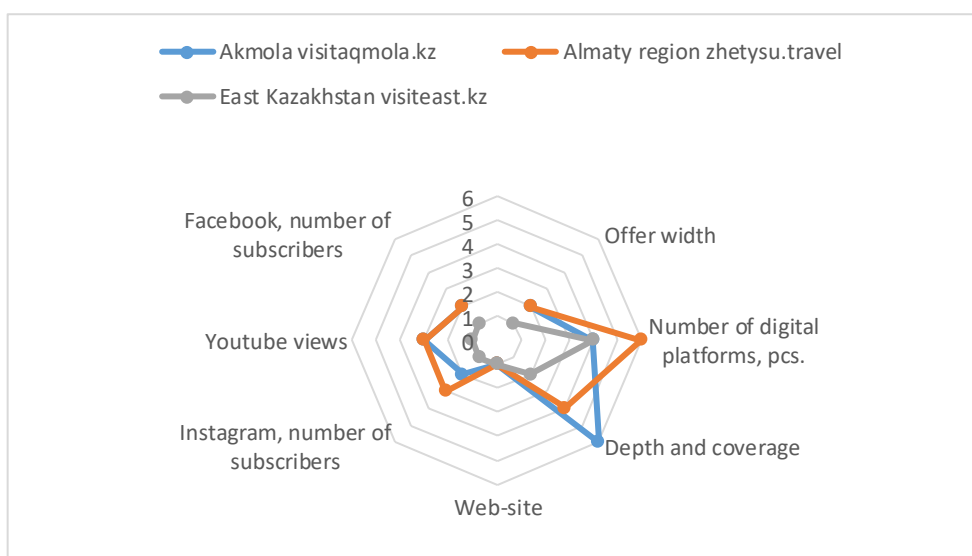 Akmola visitaqmola.kz
Almaty region zhetysu.travel
East Kazakhstan visiteast.kz
6
5
4
3
2
1
0
Facebook, number of
subscribers
Offer width
Youtube views
Number of digital
platforms, pcs.
Instagram, number of
subscribers
Depth and coverage
Web-site